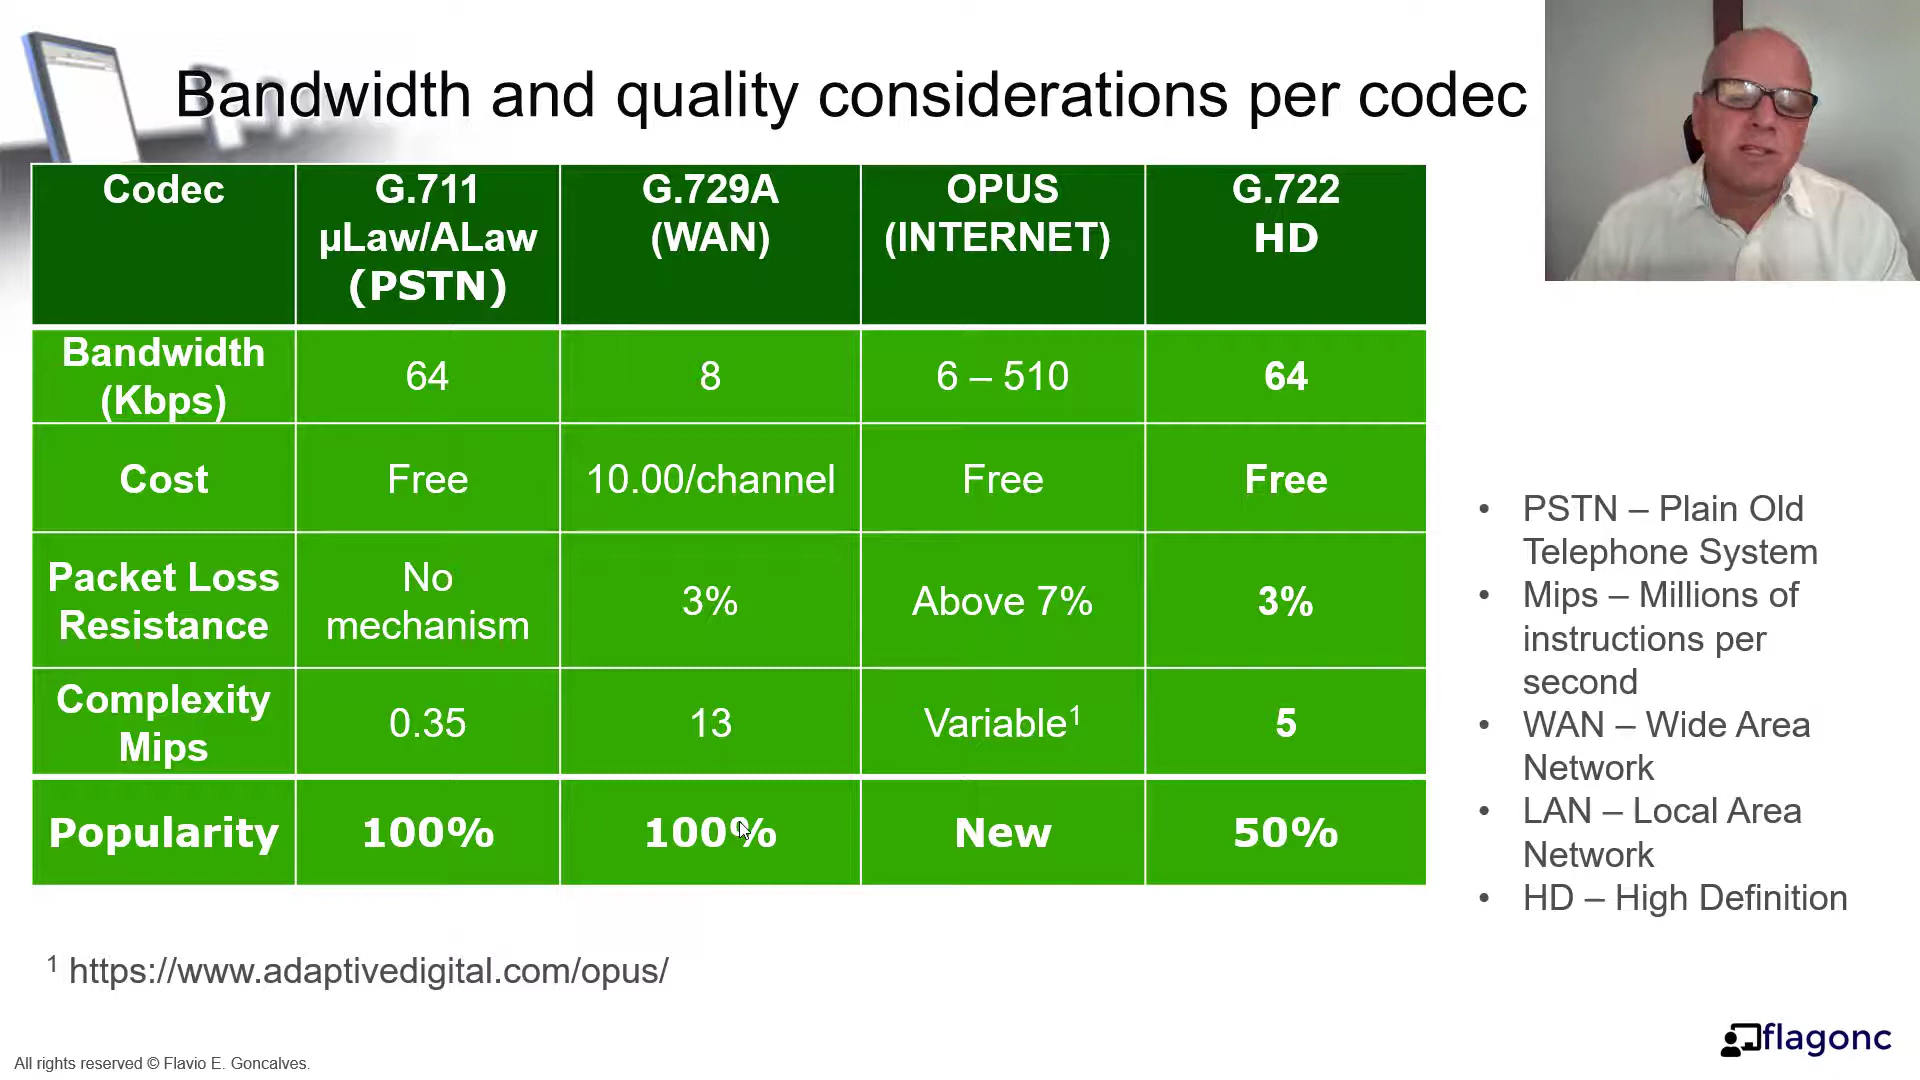 Bandwidth and quality considerations per codec
Codec
G.711
µLaw/ALaw
(PSTN)
G.729A
(WAN)
OPUS
(INTERNET)
G.722
HD
Bandwidth
(Kbps)
64
8
6 – 510
64
Cost
Free
10.00/channel
Free
Free
Packet Loss
Resistance
No
mechanism
3%
Above 7%
3%
Complexity
Mips
0.35
13
Variable¹
5
Popularity
100%
100%
New
50%
• PSTN – Plain Old
Telephone System
• Mips – Millions of
instructions per
second
• WAN – Wide Area
Network
• LAN – Local Area
Network
• HD – High Definition
¹ https://www.adaptivedigital.com/opus/
flagonc
All rights reserved © Flavio E. Goncalves.